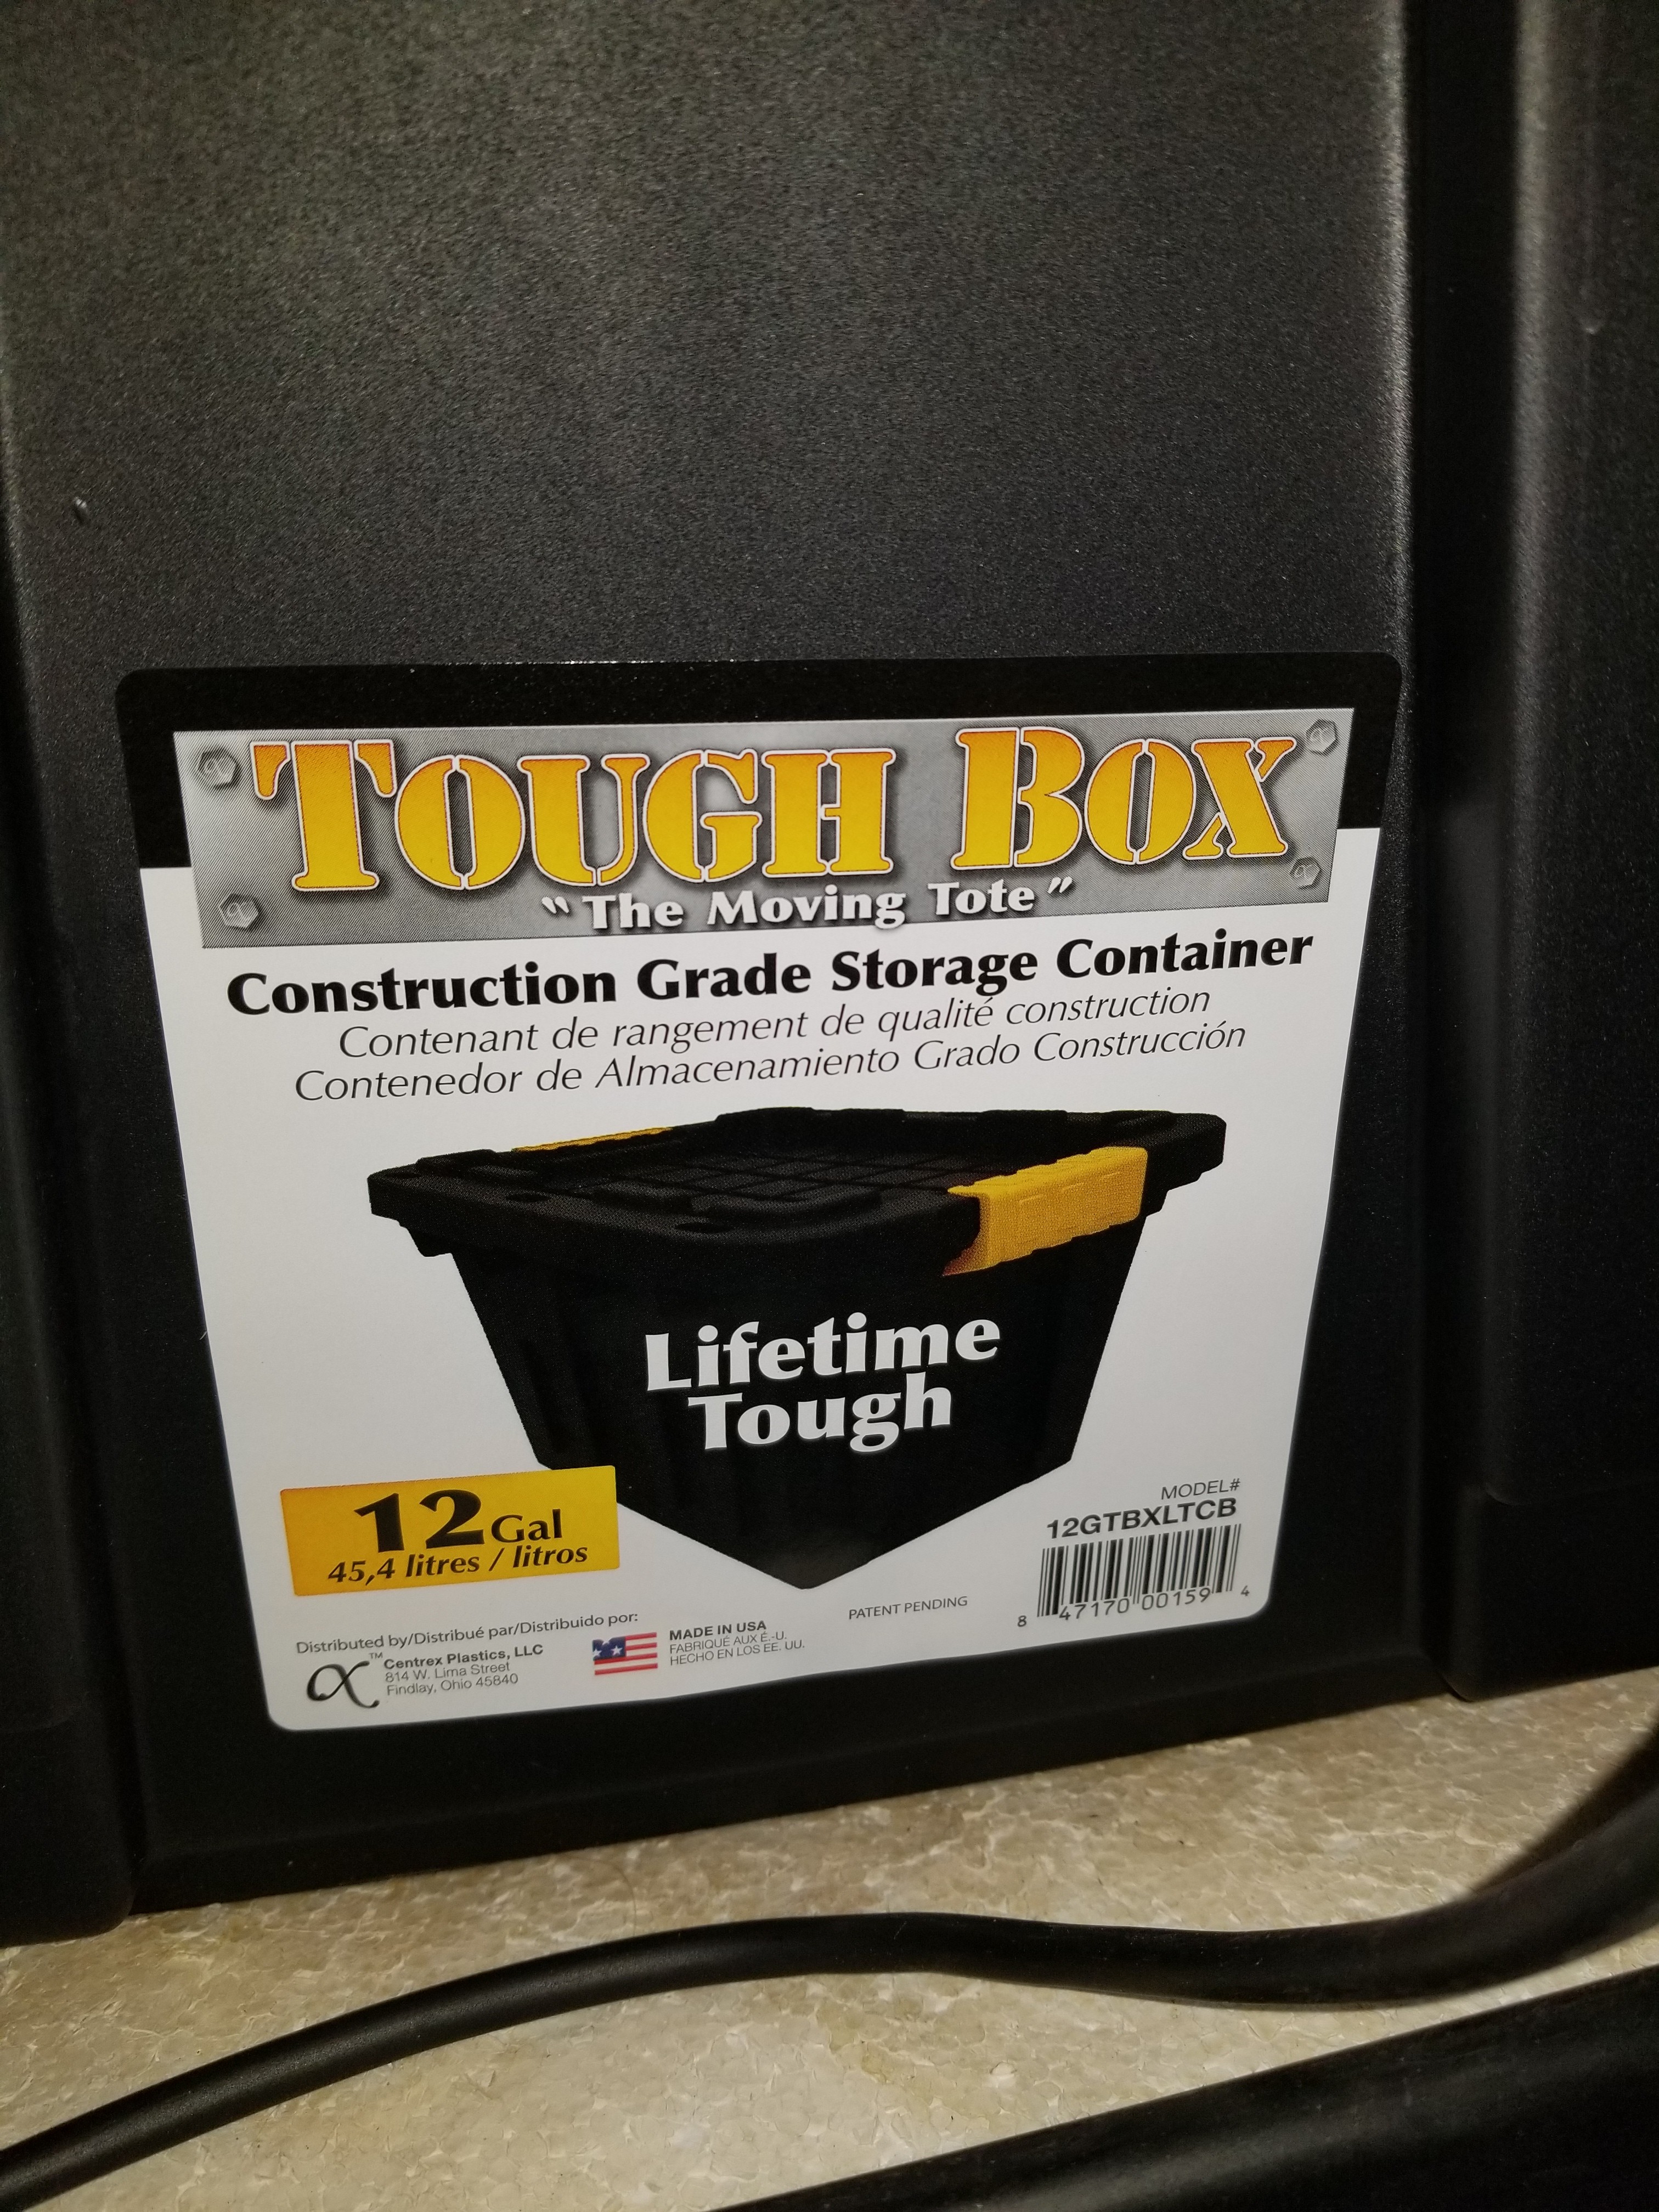 TOUGH BOX
"The Moving Tote"
Construction Grade Storage Container
Contenant de rangement de qualité construction
Contenedor de Almacenamiento Grado Construcción
Lifetime
Tough
12 Gal
45,4 litres / litros
MODEL#
12GTBXLTCB
8 47170 00159 4
PATENT PENDING
Distributed by/Distribué par/Distribuido por:
™
Centrex Plastics, LLC
814 W. Lima Street
Findlay, Ohio 45840
MADE IN USA
FABRIQUÉ AUX É.-U.
HECHO EN LOS EE. UU.